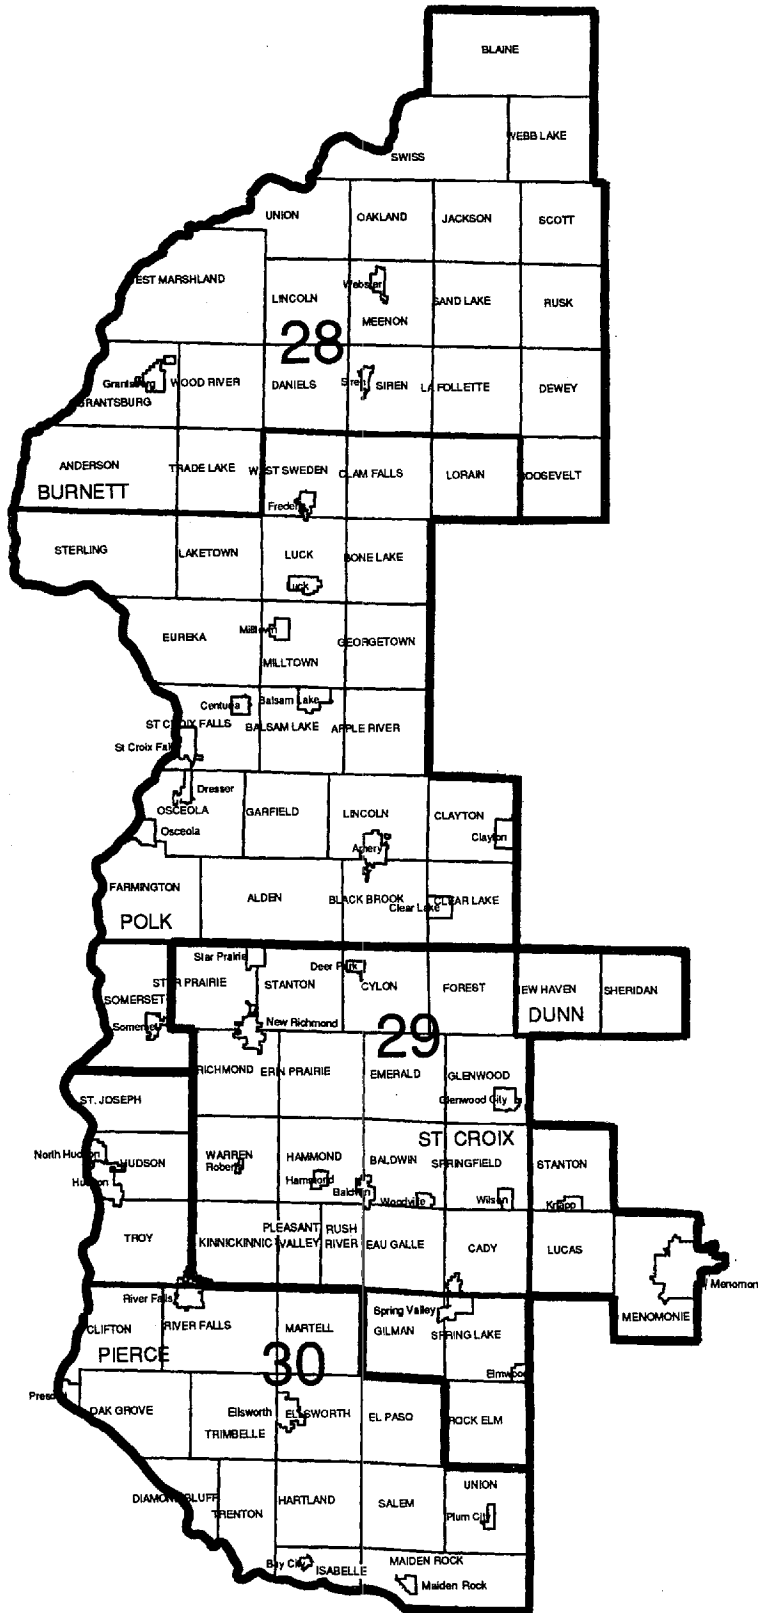 BLAINE
WEBB LAKE
SWISS
UNION
OAKLAND
JACKSON
SCOTT
WEST MARSHLAND
LINCOLN
Webster
SAND LAKE
RUSK
MEENON
28
Grantsburg
WOOD RIVER
DANIELS
Siren
SIREN
LA FOLLETTE
DEWEY
GRANTSBURG
ANDERSON
TRADE LAKE
WEST SWEDEN
CLAM FALLS
LORAIN
ROOSEVELT
BURNETT
Frederic
STERLING
LAKETOWN
LUCK
BONE LAKE
Luck
EUREKA
Milltown
GEORGETOWN
MILLTOWN
Centuria
Balsam Lake
ST CROIX FALLS
BALSAM LAKE
APPLE RIVER
St Croix Falls
Dresser
OSCEOLA
GARFIELD
LINCOLN
CLAYTON
Osceola
Amery
Clayton
FARMINGTON
ALDEN
BLACK BROOK
CLEAR LAKE
Clear Lake
POLK
Star Prairie
Deer Park
STAR PRAIRIE
STANTON
CYLON
FOREST
NEW HAVEN
SHERIDAN
SOMERSET
DUNN
Somerset
New Richmond
29
RICHMOND
ERIN PRAIRIE
EMERALD
GLENWOOD
ST. JOSEPH
Glenwood City
ST CROIX
North Hudson
HUDSON
WARREN
HAMMOND
BALDWIN
SPRINGFIELD
STANTON
Roberts
Hudson
Hammond
Baldwin
Woodville
Wilson
Knapp
TROY
KINNICKINNIC
PLEASANT VALLEY
RUSH RIVER
EAU GALLE
CADY
LUCAS
Menomon
River Falls
Spring Valley
MENOMONIE
CLIFTON
RIVER FALLS
MARTELL
GILMAN
SPRING LAKE
PIERCE
30
Elmwood
Presc
OAK GROVE
Ellsworth
ELLSWORTH
EL PASO
ROCK ELM
TRIMBELLE
DIAMOND BLUFF
TRENTON
HARTLAND
SALEM
UNION
Plum City
Bay City
ISABELLE
MAIDEN ROCK
Maiden Rock